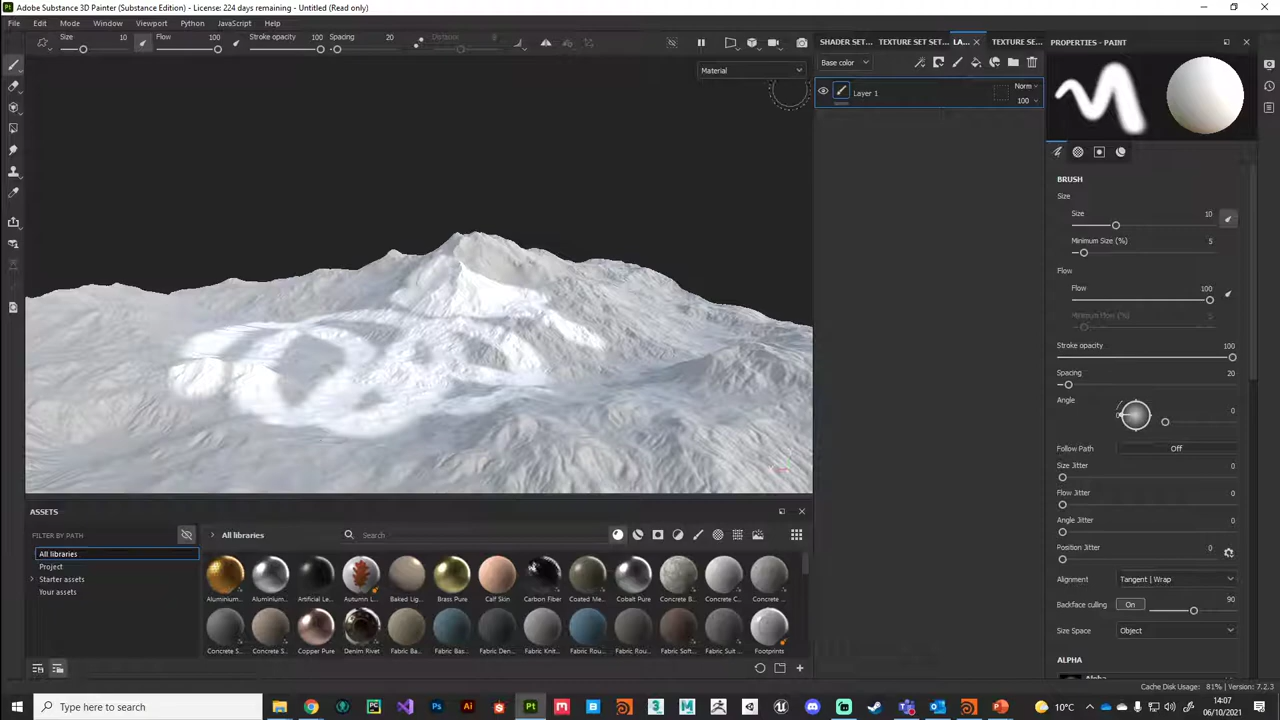 Adobe Substance 3D Painter (Substance Edition) - License: 224 days remaining - Untitled (Read only)
File Edit Mode Window Viewport Python JavaScript Help
Size 10 Flow 100 Stroke opacity 100 Spacing 20 Distance 8
Material
SHADER SET... TEXTURE SET SET... LA... TEXTURE SE...
Base color
Layer 1
Norm
100
PROPERTIES - PAINT
BRUSH
Size
Size 10
Minimum Size (%) 5
Flow
Flow 100
Minimum Flow (%) 5
Stroke opacity 100
Spacing 20
Angle 0
Follow Path Off
Size Jitter 0
Flow Jitter 0
Angle Jitter 0
Position Jitter 0
Alignment Tangent | Wrap
Backface culling On 90
Size Space Object
ALPHA
Alpha
ASSETS
FILTER BY PATH
All libraries
Project
Starter assets
Your assets
All libraries Search
Aluminium... Aluminium... Artificial Le... Autumn L... Baked Lig... Brass Pure Calf Skin Carbon Fiber Coated Me... Cobalt Pure Concrete B... Concrete C... Concrete ...
Concrete S... Concrete S... Copper Pure Denim Rivet Fabric Ba... Fabric Bas... Fabric Den... Fabric Knit... Fabric Rou... Fabric Rou... Fabric Soft... Fabric Suit ... Footprints
Cache Disk Usage: 81% | Version: 7.2.3
Type here to search
10°C
14:07
06/10/2021